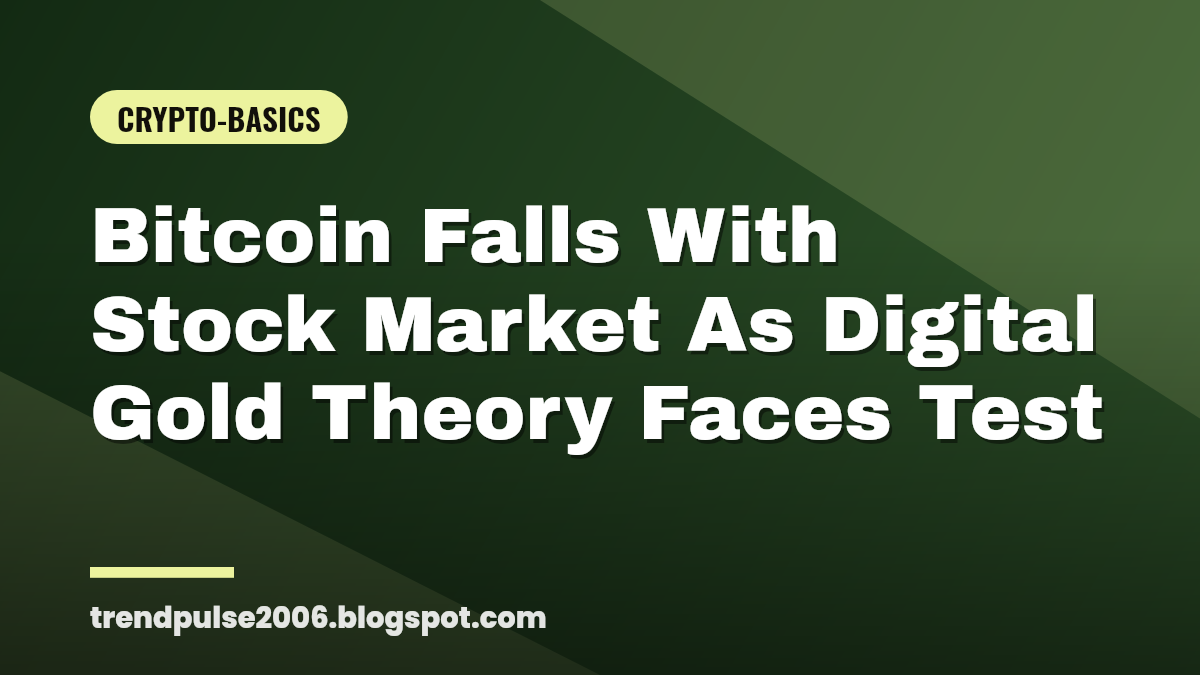 CRYPTO-BASICS
Bitcoin Falls With
Stock Market As Digital
Gold Theory Faces Test
trendpulse2006.blogspot.com